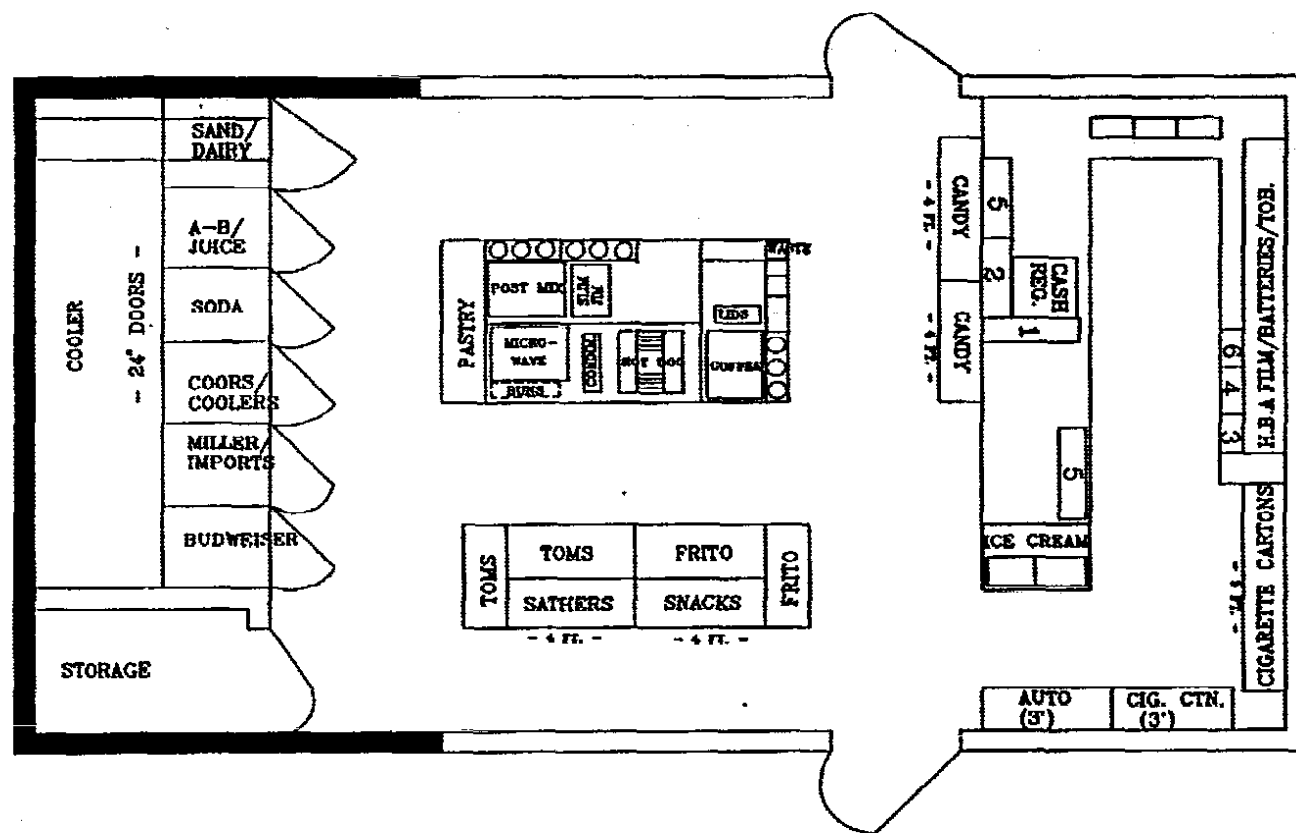 SAND/
DAIRY
A-B/
JUICE
SODA
COORS/
COOLERS
MILLER/
IMPORTS
BUDWEISER
COOLER
- 24" DOORS -
STORAGE
PASTRY
POST MIX
MICRO-
WAVE
BUNS
HOT DOG
LIDS
COFFEE
TOMS
TOMS
FRITO
SATHERS
SNACKS
FRITO
- 4 FT. -
- 4 FT. -
CANDY
- 4 FT. -
CANDY
- 4 FT. -
5
2
CASH
REG.
1
5
ICE CREAM
6
4
3
H.B.A FILM/BATTERIES/TOB.
CIGARETTE CARTONS
AUTO
(3')
CIG. CTN.
(3')